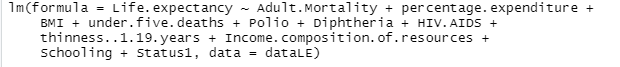 lm(formula = Life.expectancy ~ Adult.Mortality + percentage.expenditure +
BMI + under.five.deaths + Polio + Diphtheria + HIV.AIDS +
thinness..1.19.years + Income.composition.of.resources +
Schooling + Status1, data = dataLE)